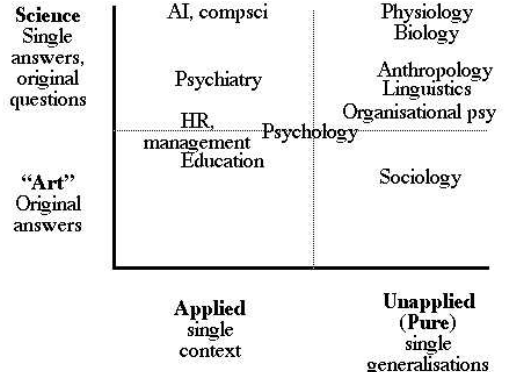 Science
Single
answers,
original
questions
AI, compsci
Physiology
Biology
Psychiatry
Anthropology
Linguistics
Organisational psy
HR,
management
Psychology
Education
"Art"
Original
answers
Sociology
Applied
single
context
Unapplied
(Pure)
single
generalisations